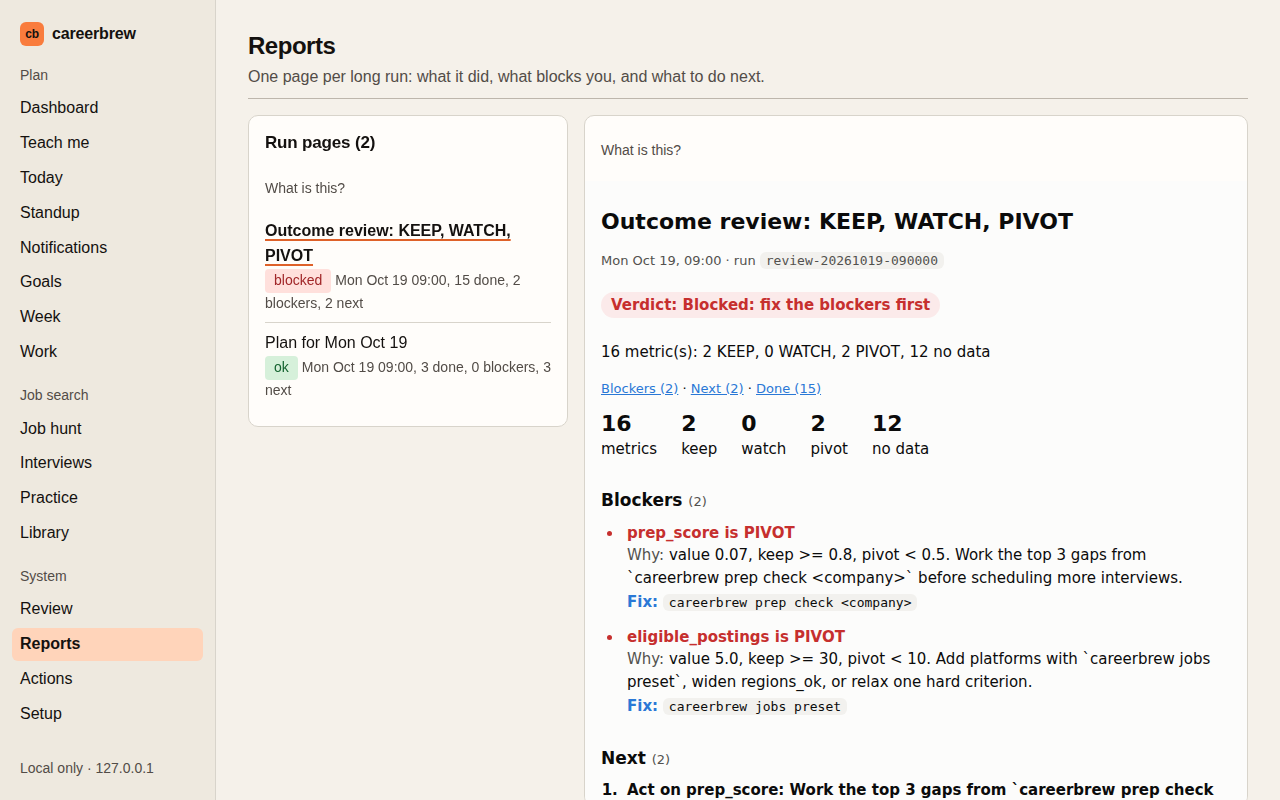 cb careerbrew
Plan
Dashboard
Teach me
Today
Standup
Notifications
Goals
Week
Work
Job search
Job hunt
Interviews
Practice
Library
System
Review
Reports
Actions
Setup
Local only · 127.0.0.1
Reports
One page per long run: what it did, what blocks you, and what to do next.
Run pages (2)
What is this?
Outcome review: KEEP, WATCH,
PIVOT
blocked Mon Oct 19 09:00, 15 done, 2
blockers, 2 next
Plan for Mon Oct 19
ok Mon Oct 19 09:00, 3 done, 0 blockers, 3
next
What is this?
Outcome review: KEEP, WATCH, PIVOT
Mon Oct 19, 09:00 · run review-20261019-090000
Verdict: Blocked: fix the blockers first
16 metric(s): 2 KEEP, 0 WATCH, 2 PIVOT, 12 no data
Blockers (2) · Next (2) · Done (15)
16 2 0 2 12
metrics keep watch pivot no data
Blockers (2)
• prep_score is PIVOT
Why: value 0.07, keep >= 0.8, pivot < 0.5. Work the top 3 gaps from
`careerbrew prep check <company>` before scheduling more interviews.
Fix: careerbrew prep check <company>
• eligible_postings is PIVOT
Why: value 5.0, keep >= 30, pivot < 10. Add platforms with `careerbrew jobs
preset`, widen regions_ok, or relax one hard criterion.
Fix: careerbrew jobs preset
Next (2)
1. Act on prep_score: Work the top 3 gaps from `careerbrew prep check